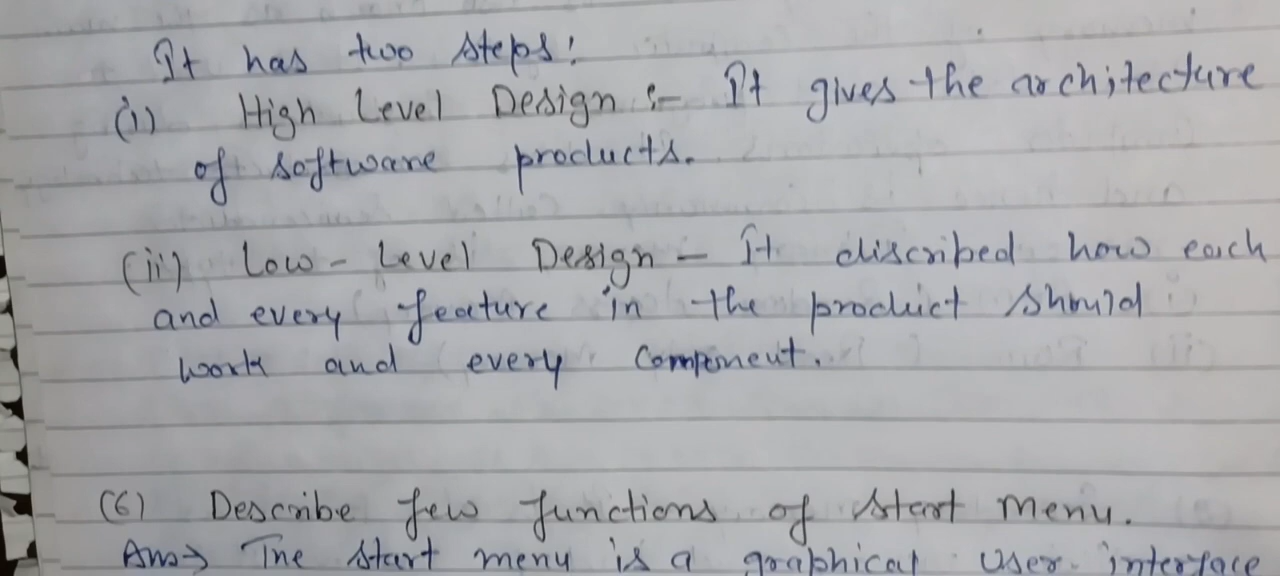 It has two steps:
(i) High Level Design :- It gives the architecture
of software products.
(ii) Low-Level Design - It discribed how each
and every feature in the product should
work and every component.
(6) Describe few functions of start menu.
Ans→ The start menu is a graphical user interface